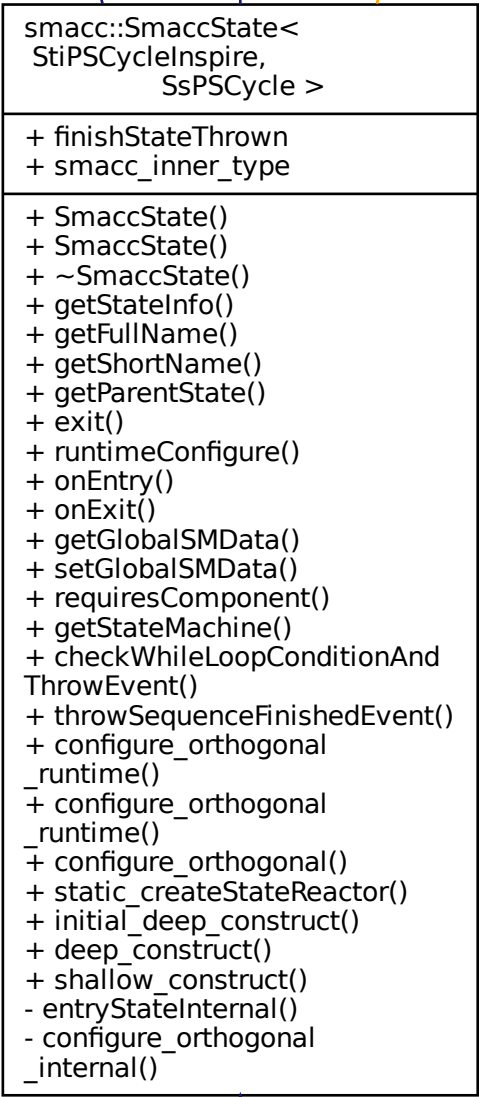 smacc::SmaccState<
StiPSCycleInspire,
SsPSCycle >
+ finishStateThrown
+ smacc_inner_type
+ SmaccState()
+ SmaccState()
+ ~SmaccState()
+ getStateInfo()
+ getFullName()
+ getShortName()
+ getParentState()
+ exit()
+ runtimeConfigure()
+ onEntry()
+ onExit()
+ getGlobalSMData()
+ setGlobalSMData()
+ requiresComponent()
+ getStateMachine()
+ checkWhileLoopConditionAnd
ThrowEvent()
+ throwSequenceFinishedEvent()
+ configure_orthogonal
_runtime()
+ configure_orthogonal
_runtime()
+ configure_orthogonal()
+ static_createStateReactor()
+ initial_deep_construct()
+ deep_construct()
+ shallow_construct()
- entryStateInternal()
- configure_orthogonal
_internal()